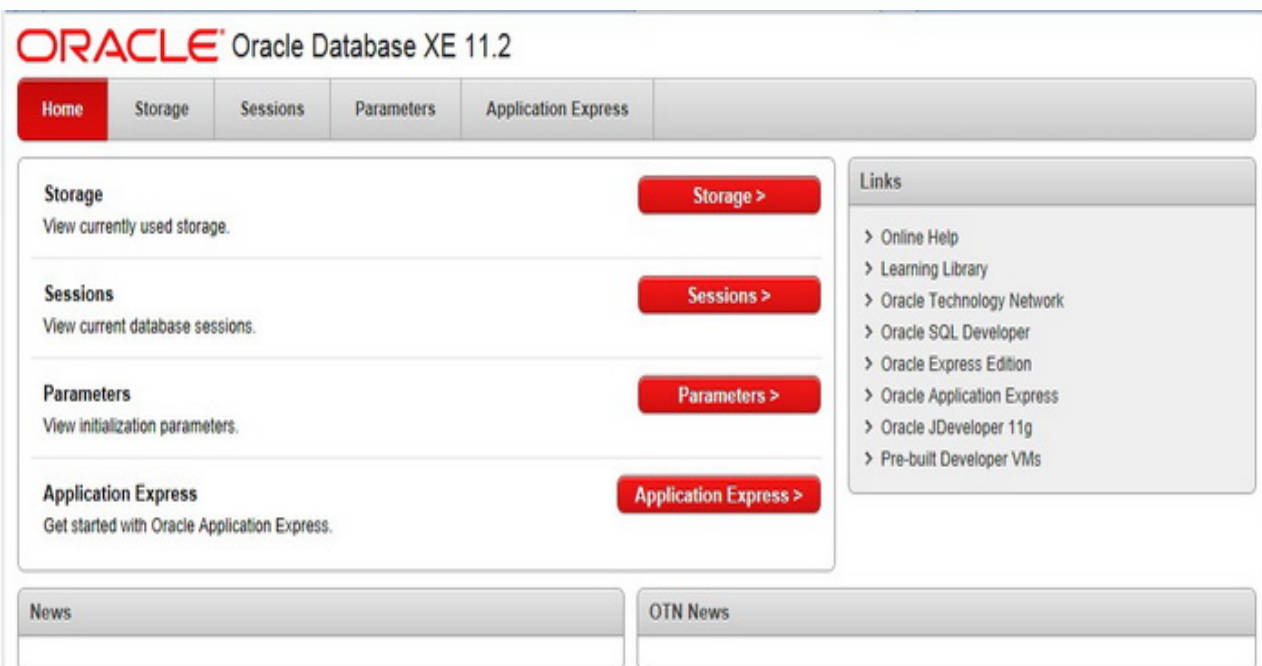 ORACLE Oracle Database XE 11.2
Home Storage Sessions Parameters Application Express
Storage
View currently used storage.
Storage >
Sessions
View current database sessions.
Sessions >
Parameters
View initialization parameters.
Parameters >
Application Express
Get started with Oracle Application Express.
Application Express >
Links
> Online Help
> Learning Library
> Oracle Technology Network
> Oracle SQL Developer
> Oracle Express Edition
> Oracle Application Express
> Oracle JDeveloper 11g
> Pre-built Developer VMs
News
OTN News